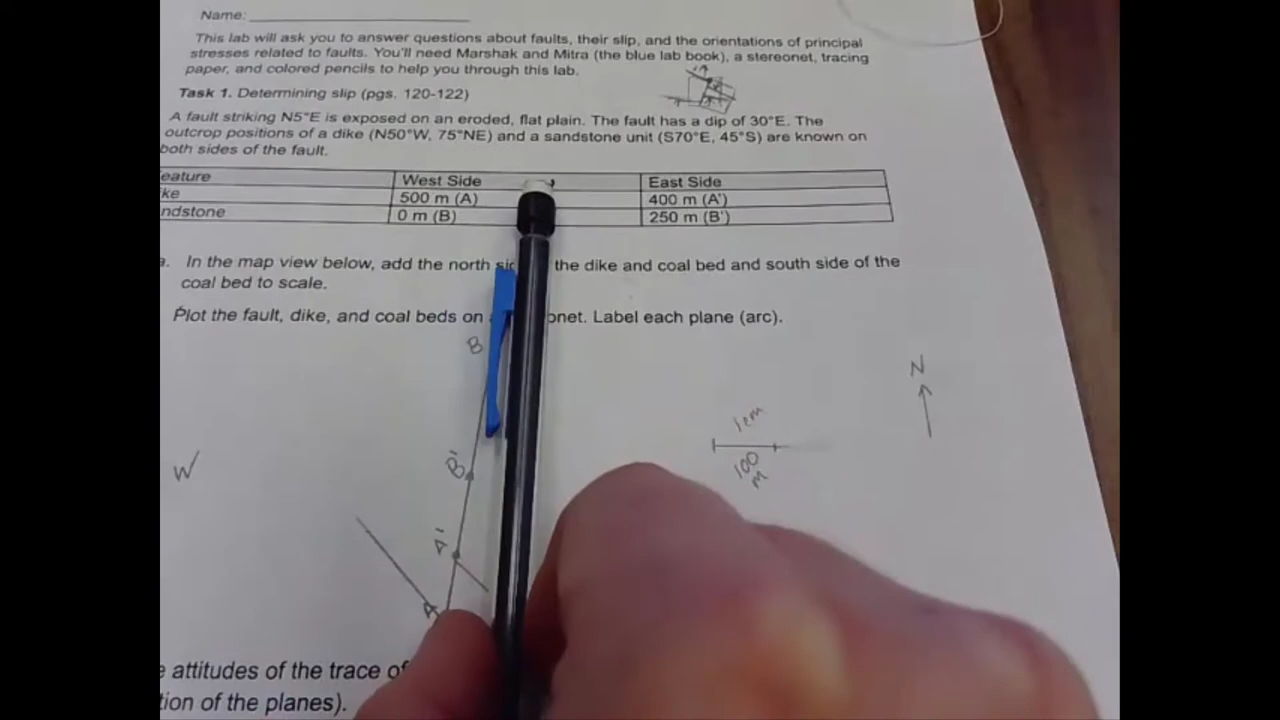 Name:
This lab will ask you to answer questions about faults, their slip, and the orientations of principal
stresses related to faults. You'll need Marshak and Mitra (the blue lab book), a stereonet, tracing
paper, and colored pencils to help you through this lab.
Task 1. Determining slip (pgs. 120-122)
A fault striking N5°E is exposed on an eroded, flat plain. The fault has a dip of 30°E. The
outcrop positions of a dike (N50°W, 75°NE) and a sandstone unit (S70°E, 45°S) are known on
both sides of the fault.
eature West Side East Side
ke 500 m (A) 400 m (A')
ndstone 0 m (B) 250 m (B')
a. In the map view below, add the north the dike and coal bed and south side of the
coal bed to scale.
Plot the fault, dike, and coal beds on onet. Label each plane (arc).
B
N
1cm
B'
W
100
m
A'
A
e attitudes of the trace of
tion of the planes).